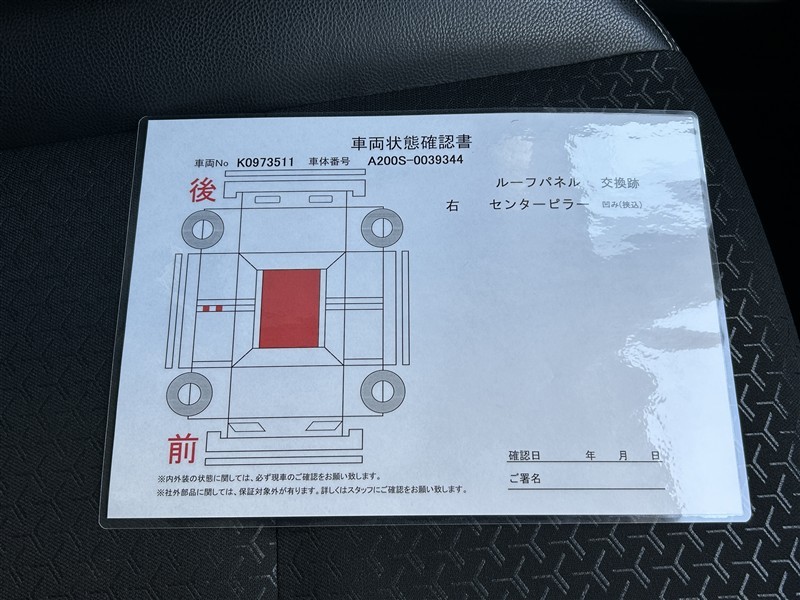 車両状態確認書
車両No K0973511 車体番号 A200S-0039344
後
ルーフパネル 交換跡
右 センターピラー 凹み(挟込)
前
確認日 年 月 日
ご署名
※内外装の状態に関しては、必ず現車のご確認をお願い致します。
※社外部品に関しては、保証対象外が有ります。詳しくはスタッフにご確認をお願い致します。